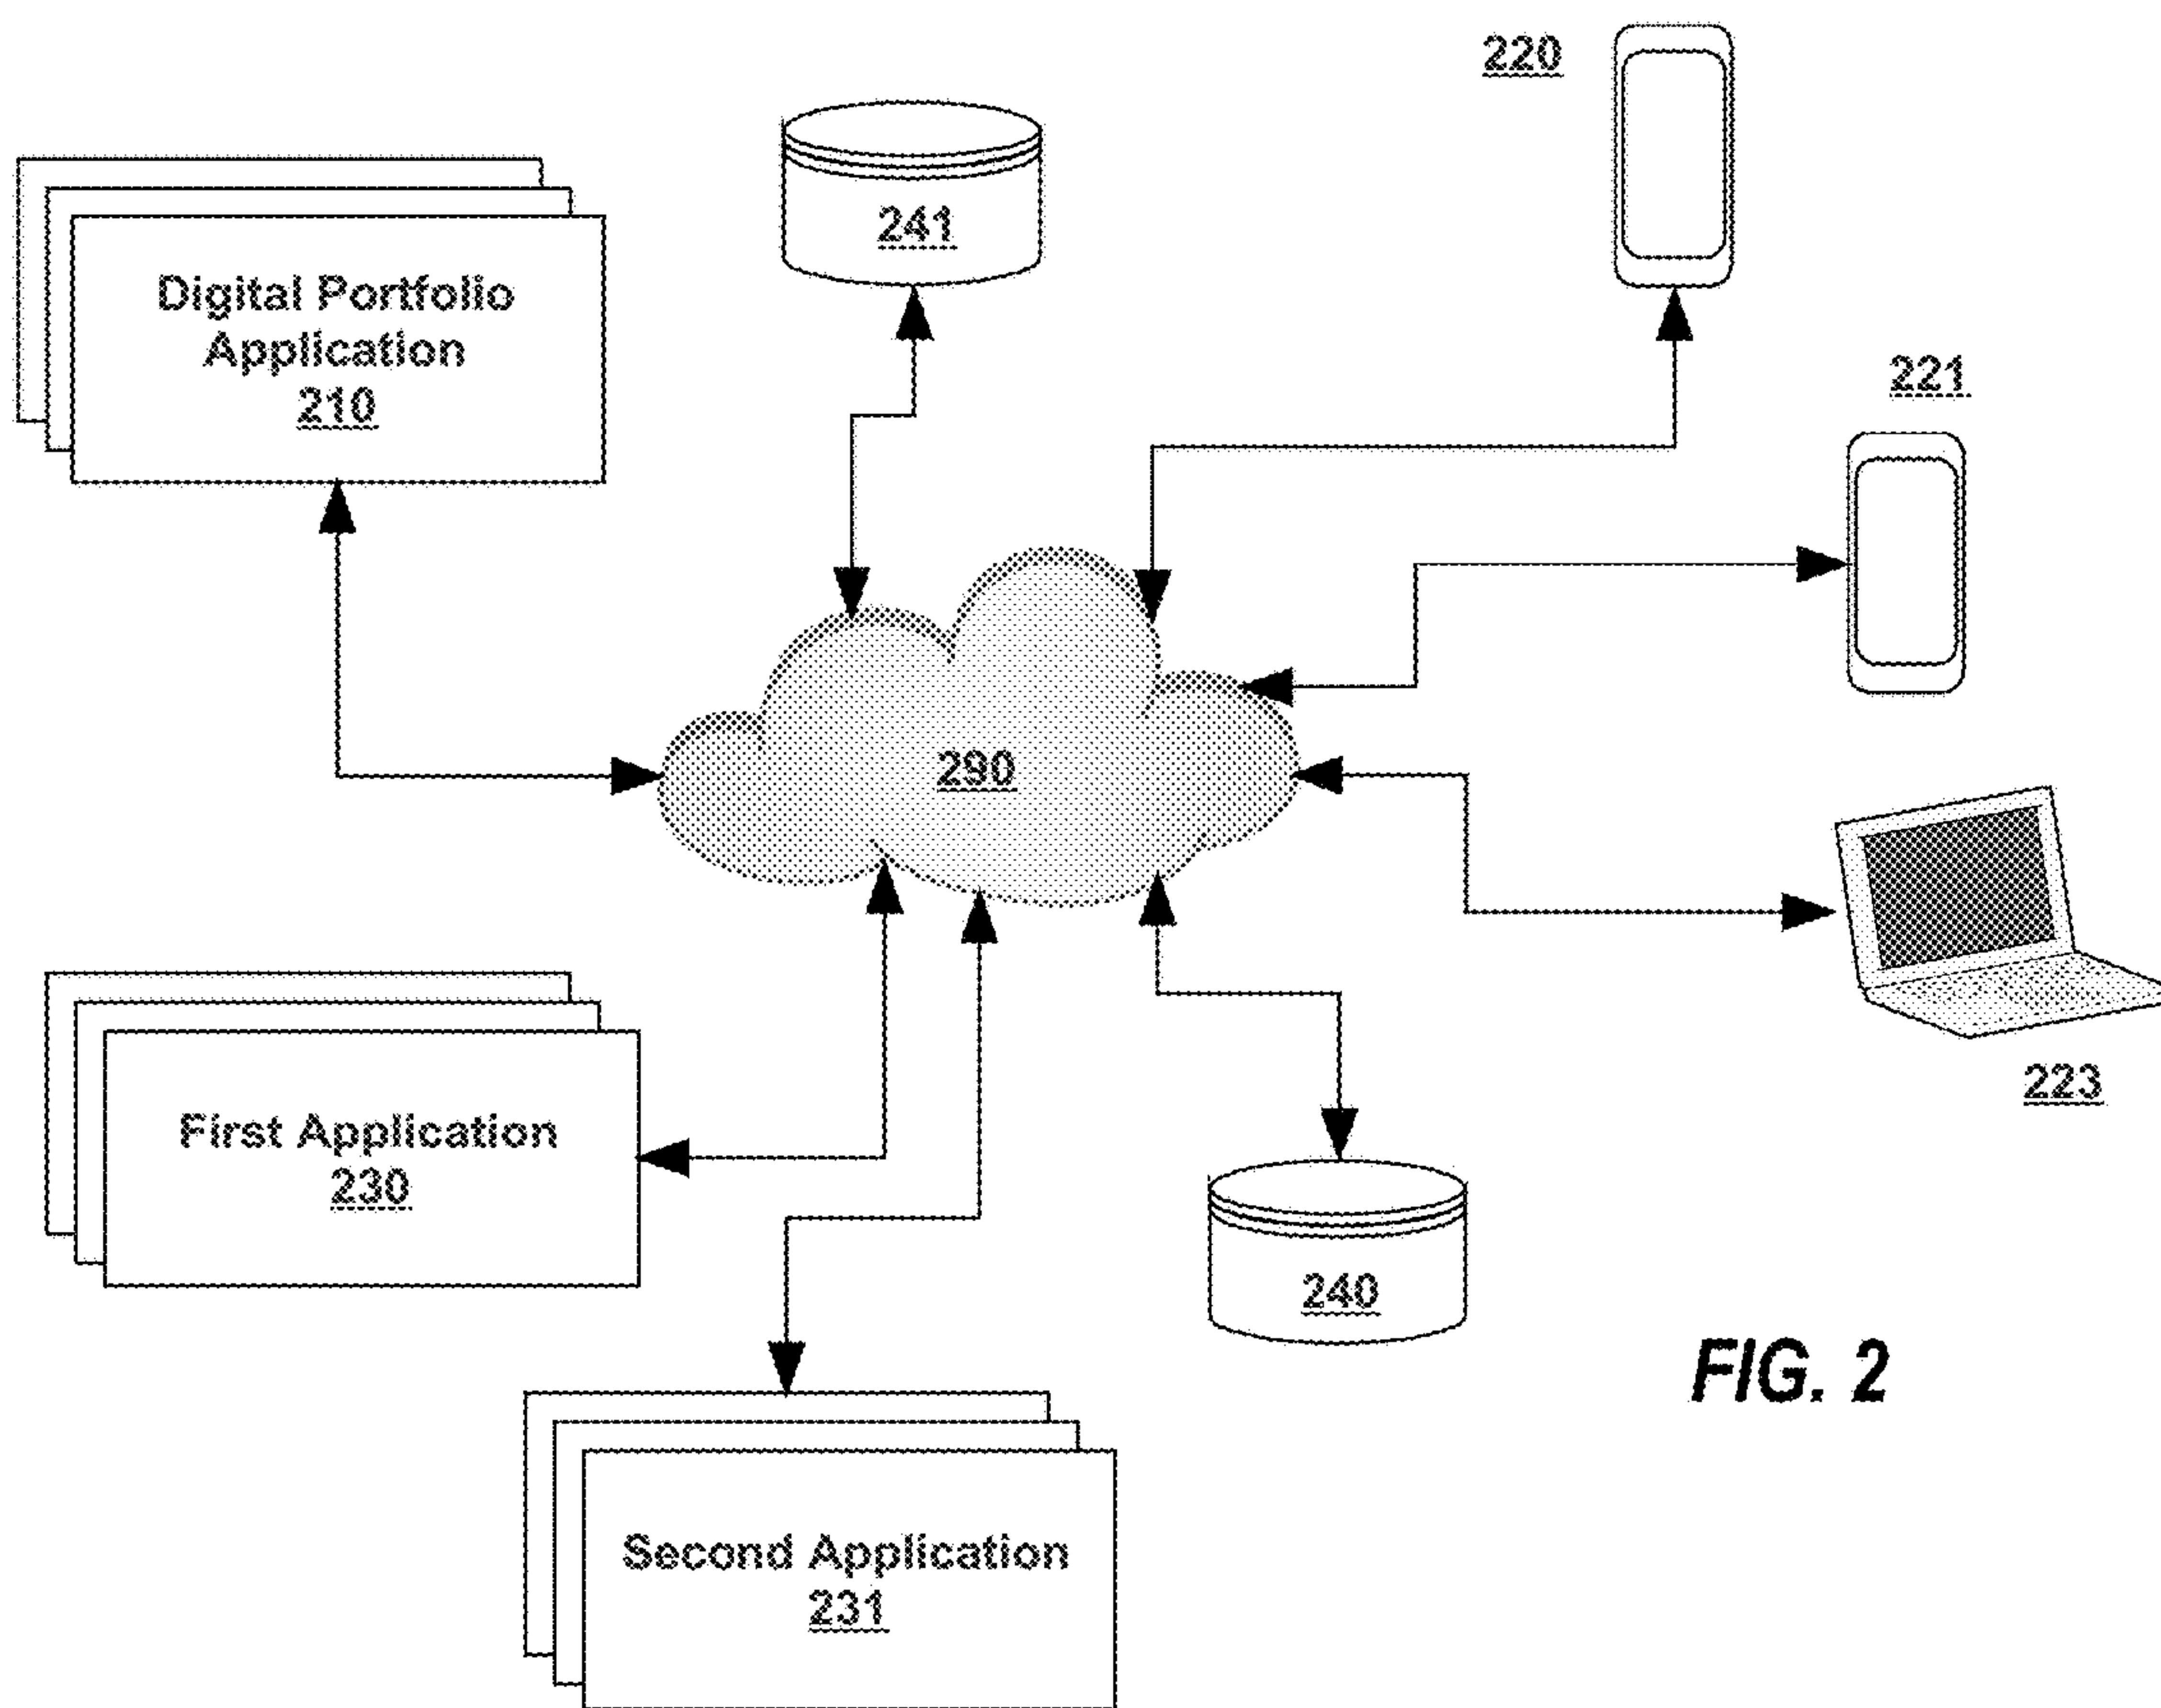 220
241
Digital Portfolio
Application
210
221
290
223
First Application
230
240
FIG. 2
Second Application
231